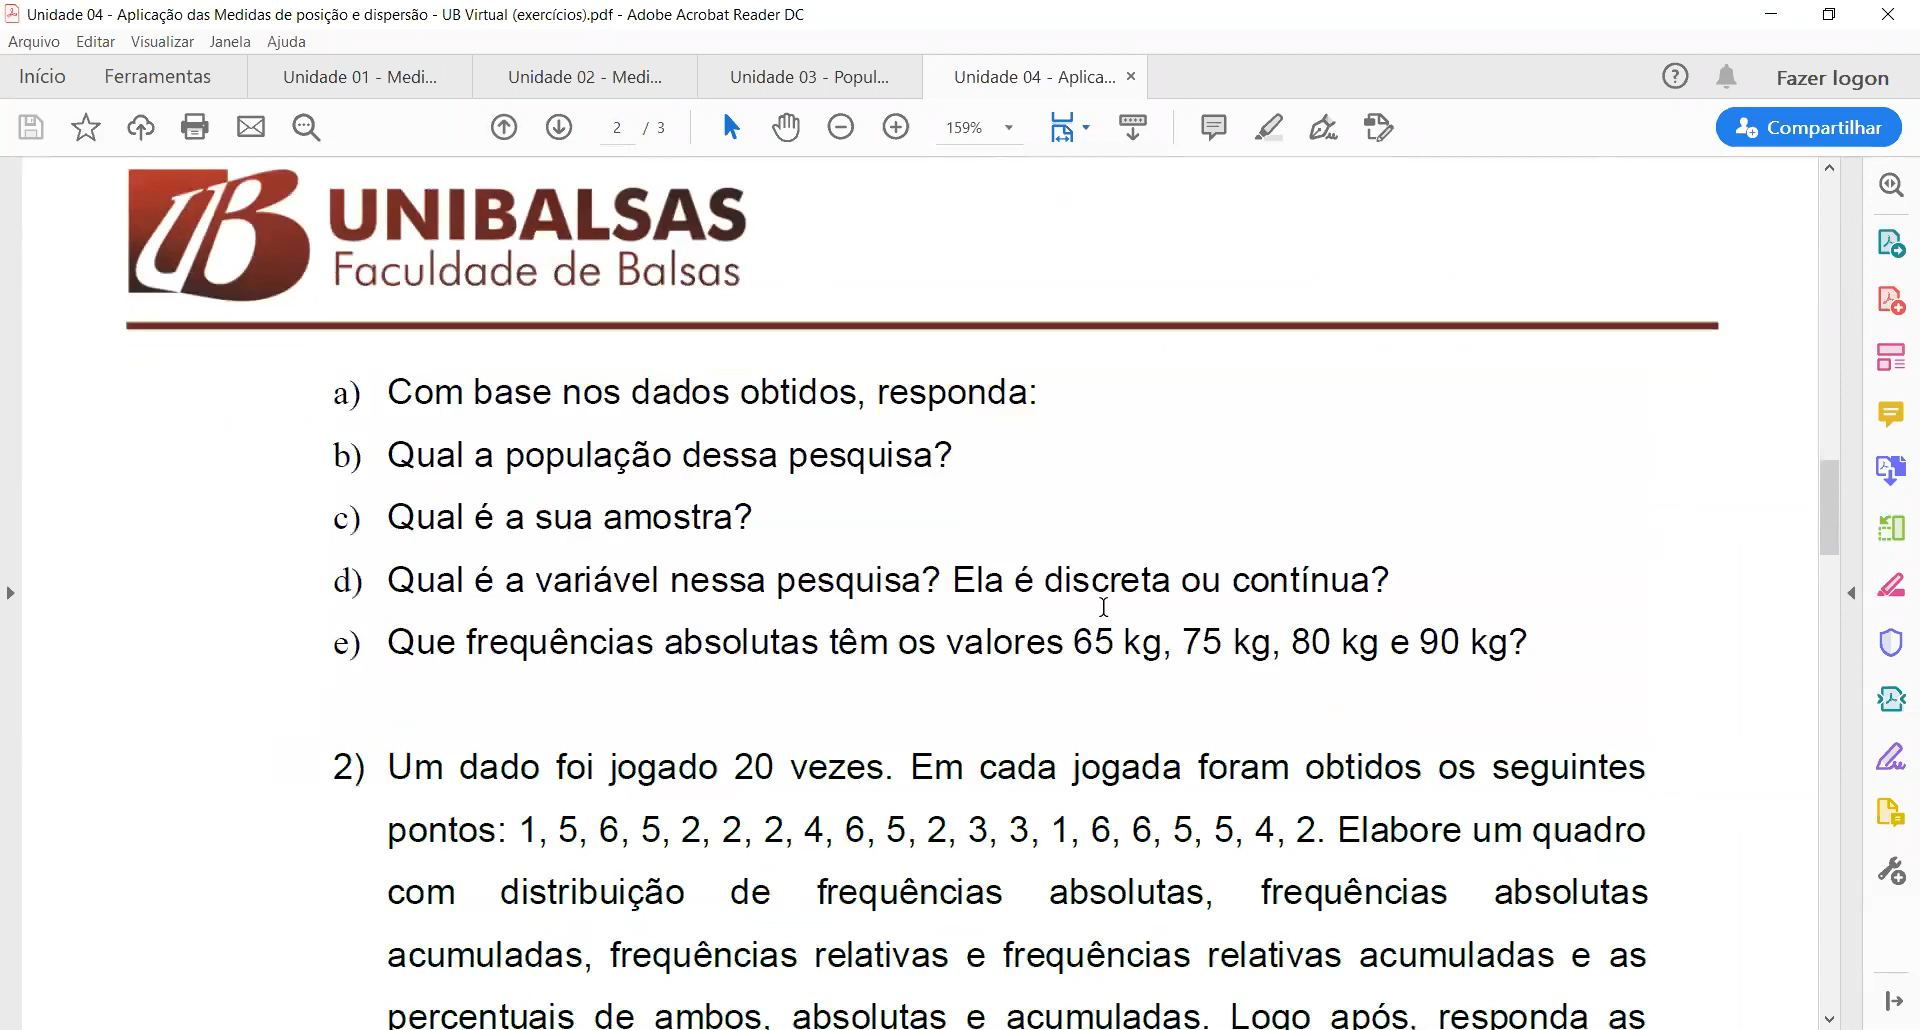 Unidade 04 - Aplicação das Medidas de posição e dispersão - UB Virtual (exercícios).pdf - Adobe Acrobat Reader DC
Arquivo Editar Visualizar Janela Ajuda
Início Ferramentas Unidade 01 - Medi... Unidade 02 - Medi... Unidade 03 - Popul... Unidade 04 - Aplica... Fazer logon
2 / 3 159% Compartilhar
UB UNIBALSAS
Faculdade de Balsas
a) Com base nos dados obtidos, responda:
b) Qual a população dessa pesquisa?
c) Qual é a sua amostra?
d) Qual é a variável nessa pesquisa? Ela é discreta ou contínua?
e) Que frequências absolutas têm os valores 65 kg, 75 kg, 80 kg e 90 kg?
2) Um dado foi jogado 20 vezes. Em cada jogada foram obtidos os seguintes
pontos: 1, 5, 6, 5, 2, 2, 2, 4, 6, 5, 2, 3, 3, 1, 6, 6, 5, 5, 4, 2. Elabore um quadro
com distribuição de frequências absolutas, frequências absolutas
acumuladas, frequências relativas e frequências relativas acumuladas e as
percentuais de ambos, absolutas e acumuladas. Logo após, responda as